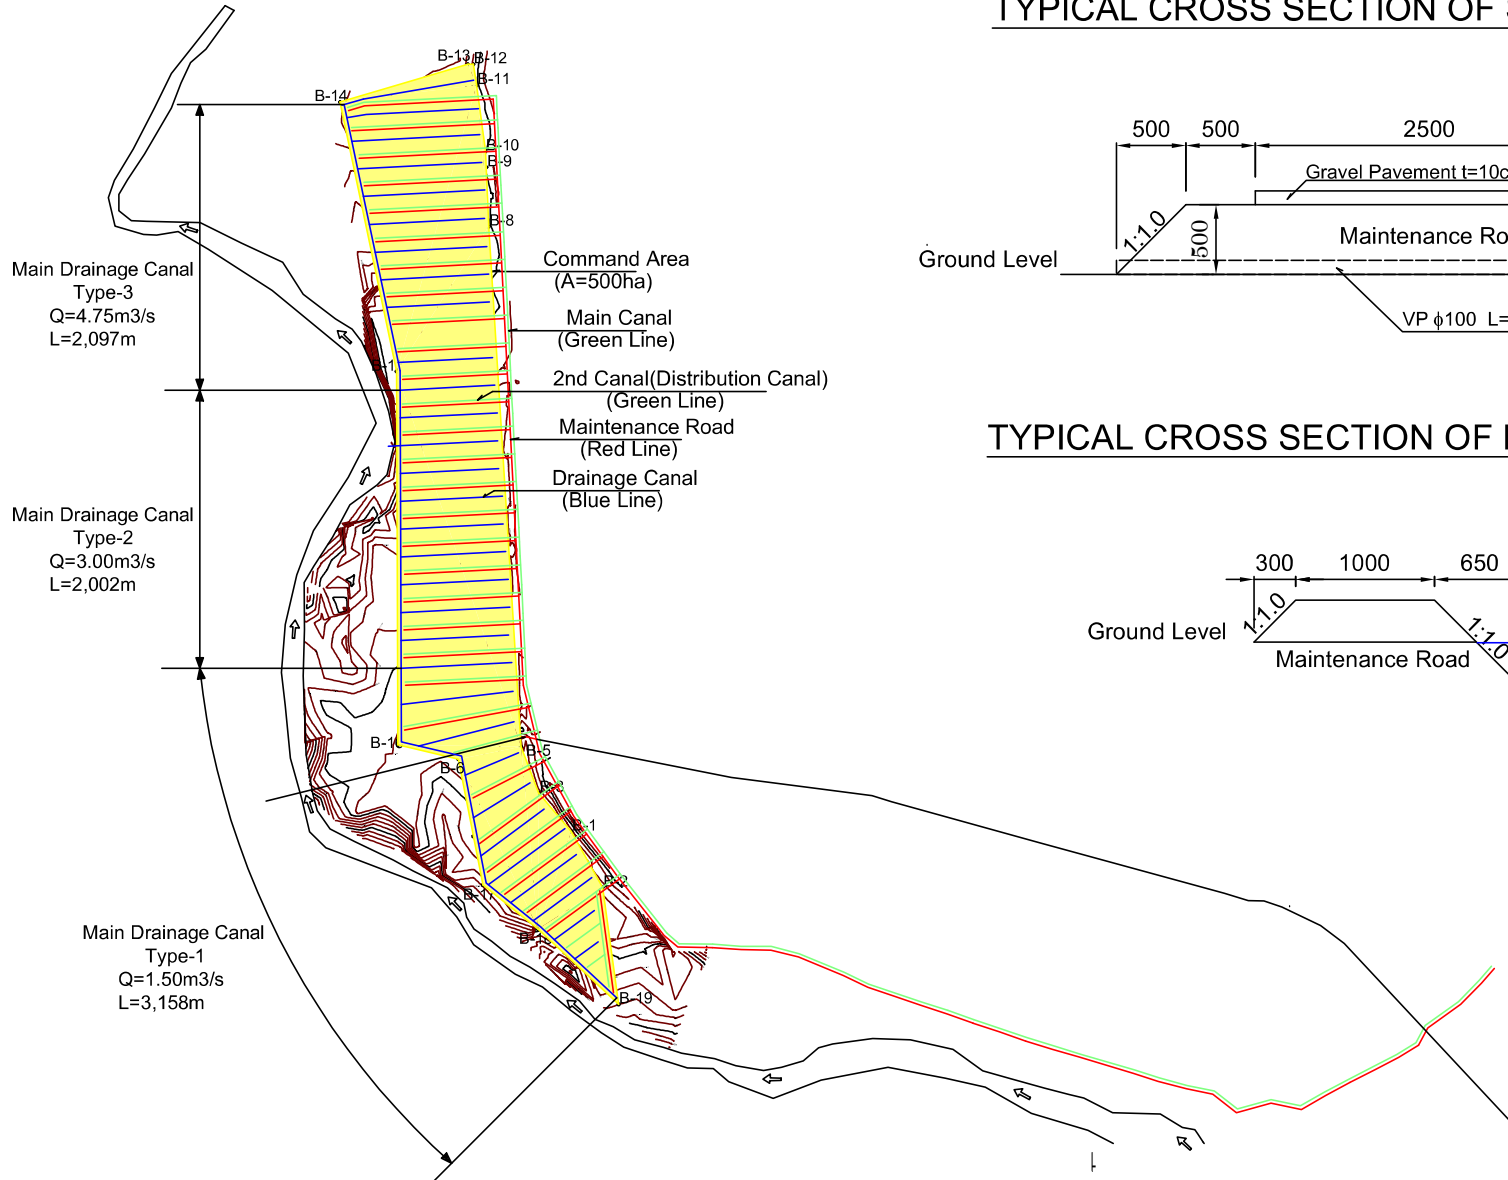 TYPICAL CROSS SECTION OF
B-13
B-12
B-11
B-14
B-10
B-9
B-8
500
500
2500
Gravel Pavement t=10c
1:1.0
500
Maintenance Ro
Ground Level
VP ϕ100 L=
Command Area
(A=500ha)
Main Canal
(Green Line)
2nd Canal(Distribution Canal)
(Green Line)
Maintenance Road
(Red Line)
Drainage Canal
(Blue Line)
Main Drainage Canal
Type-3
Q=4.75m3/s
L=2,097m
B-1
TYPICAL CROSS SECTION OF
Main Drainage Canal
Type-2
Q=3.00m3/s
L=2,002m
300
1000
650
1:1.0
1:1.0
Ground Level
Maintenance Road
B-1
B-5
B-6
B-1
B-17
B-19
Main Drainage Canal
Type-1
Q=1.50m3/s
L=3,158m